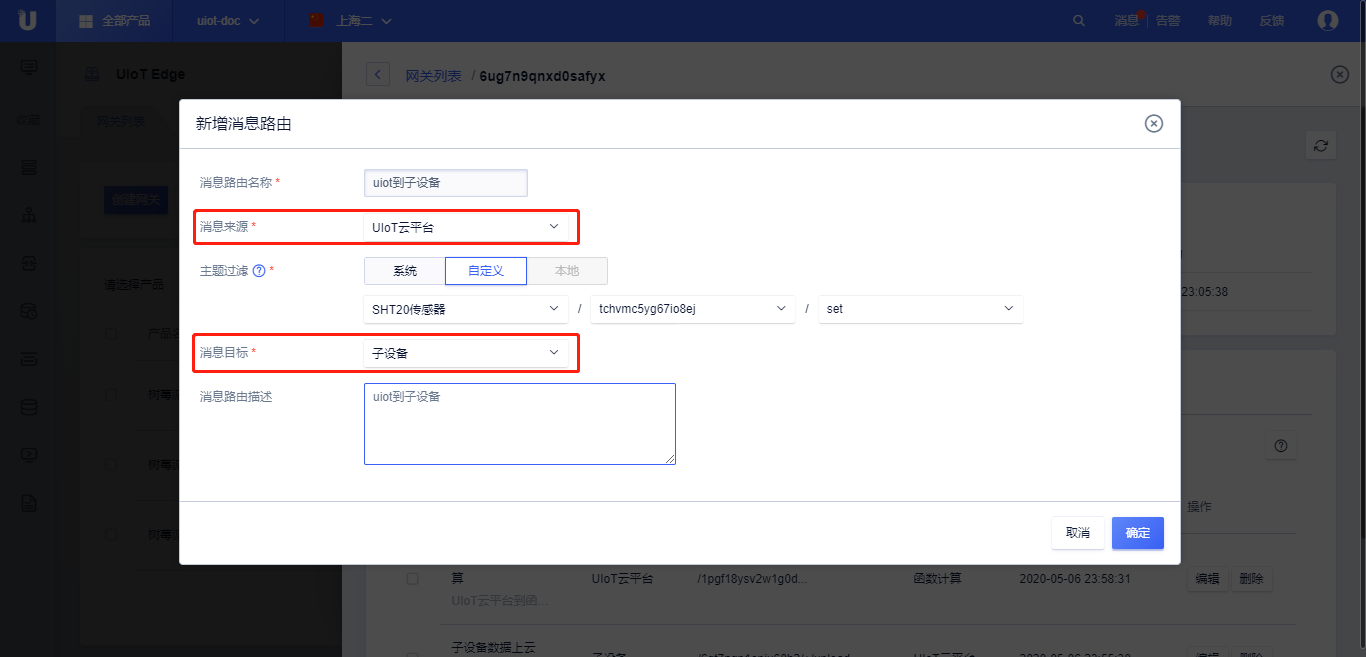 全部产品 uiot-doc 上海二 消息 告警 帮助 反馈
UIoT Edge
网关列表 / 6ug7n9qnxd0safyx
收藏
网关列表
新增消息路由
消息路由名称 * uiot到子设备
创建网关
消息来源 * UIoT云平台
主题过滤 * 系统 自定义 本地
请选择产品
23:05:38
SHT20传感器 / tchvmc5yg67io8ej / set
产品名
消息目标 * 子设备
消息路由描述 uiot到子设备
树莓派
树莓派
操作
取消 确定
树莓派
算 UIoT云平台 /1pgf18ysv2w1g0d... 函数计算 2020-05-06 23:58:31 编辑 删除
UIoT云平台到函...
子设备数据上云